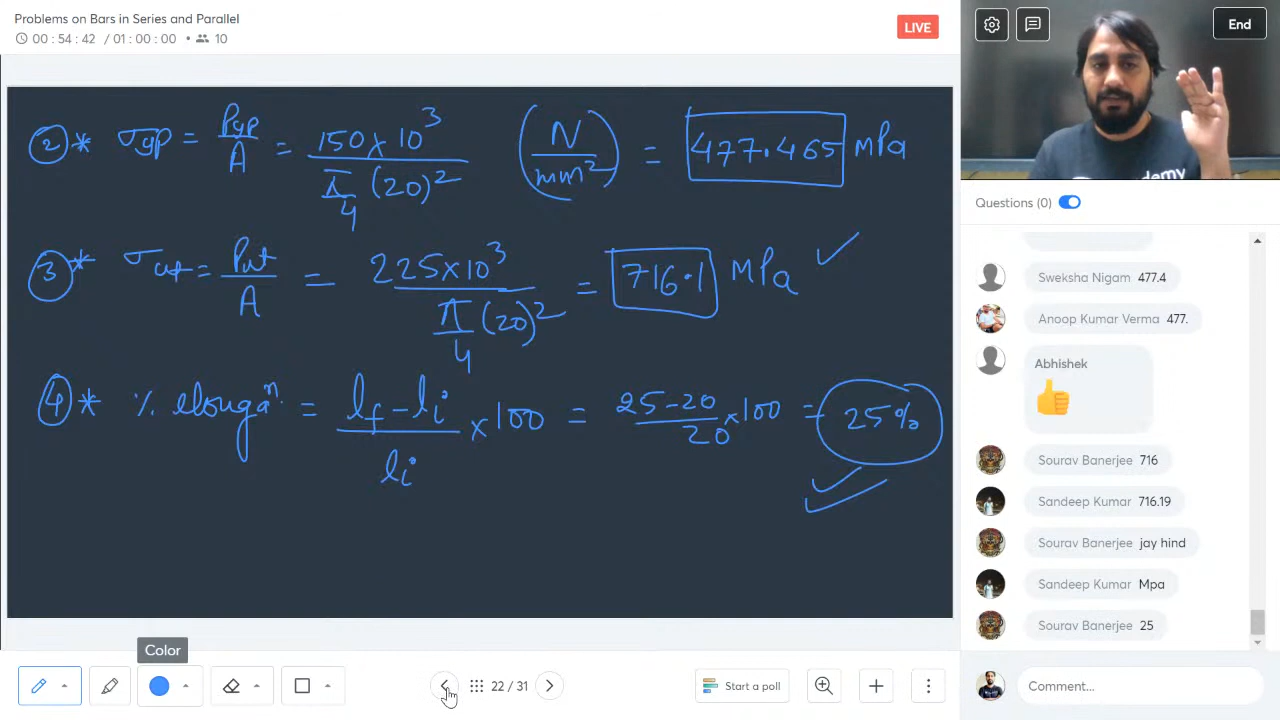 Problems on Bars in Series and Parallel
00 : 54 : 42 / 01 : 00 : 00 • 10
LIVE
End
② * σyp = Pyp/A = 150×10³ / π/4 (20)² (N/mm²) = 477.465 MPa
③ * σut = Put/A = 225×10³ / π/4 (20)² = 716.1 MPa ✓
④ * % elongaⁿ. = lf - li / li × 100 = 25-20 / 20 × 100 = 25%
Color
22 / 31
Start a poll
Questions (0)
Sweksha Nigam 477.4
Anoop Kumar Verma 477.
Abhishek
👍
Sourav Banerjee 716
Sandeep Kumar 716.19
Sourav Banerjee jay hind
Sandeep Kumar Mpa
Sourav Banerjee 25
Comment...